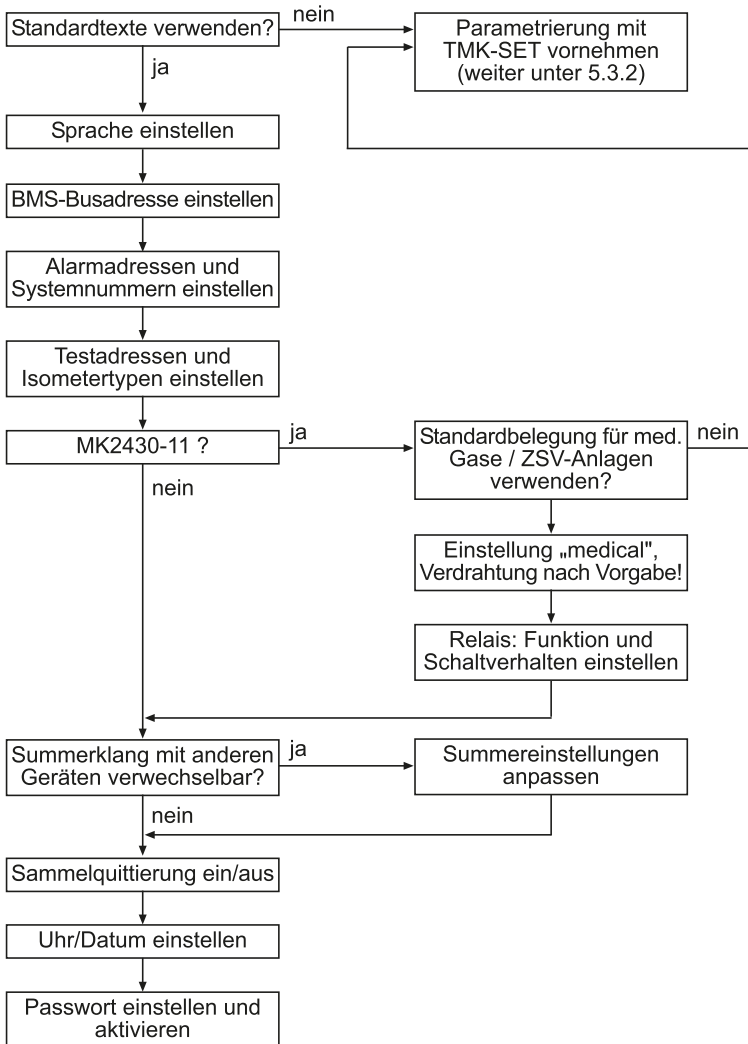 Standardtexte verwenden?
nein
Parametrierung mit
TMK-SET vornehmen
(weiter unter 5.3.2)
ja
Sprache einstellen
BMS-Busadresse einstellen
Alarmadressen und
Systemnummern einstellen
Testadressen und
Isometertypen einstellen
MK2430-11 ?
ja
Standardbelegung für med.
Gase / ZSV-Anlagen
verwenden?
nein
nein
Einstellung „medical",
Verdrahtung nach Vorgabe!
Relais: Funktion und
Schaltverhalten einstellen
Summerklang mit anderen
Geräten verwechselbar?
ja
Summereinstellungen
anpassen
nein
Sammelquittierung ein/aus
Uhr/Datum einstellen
Passwort einstellen und
aktivieren